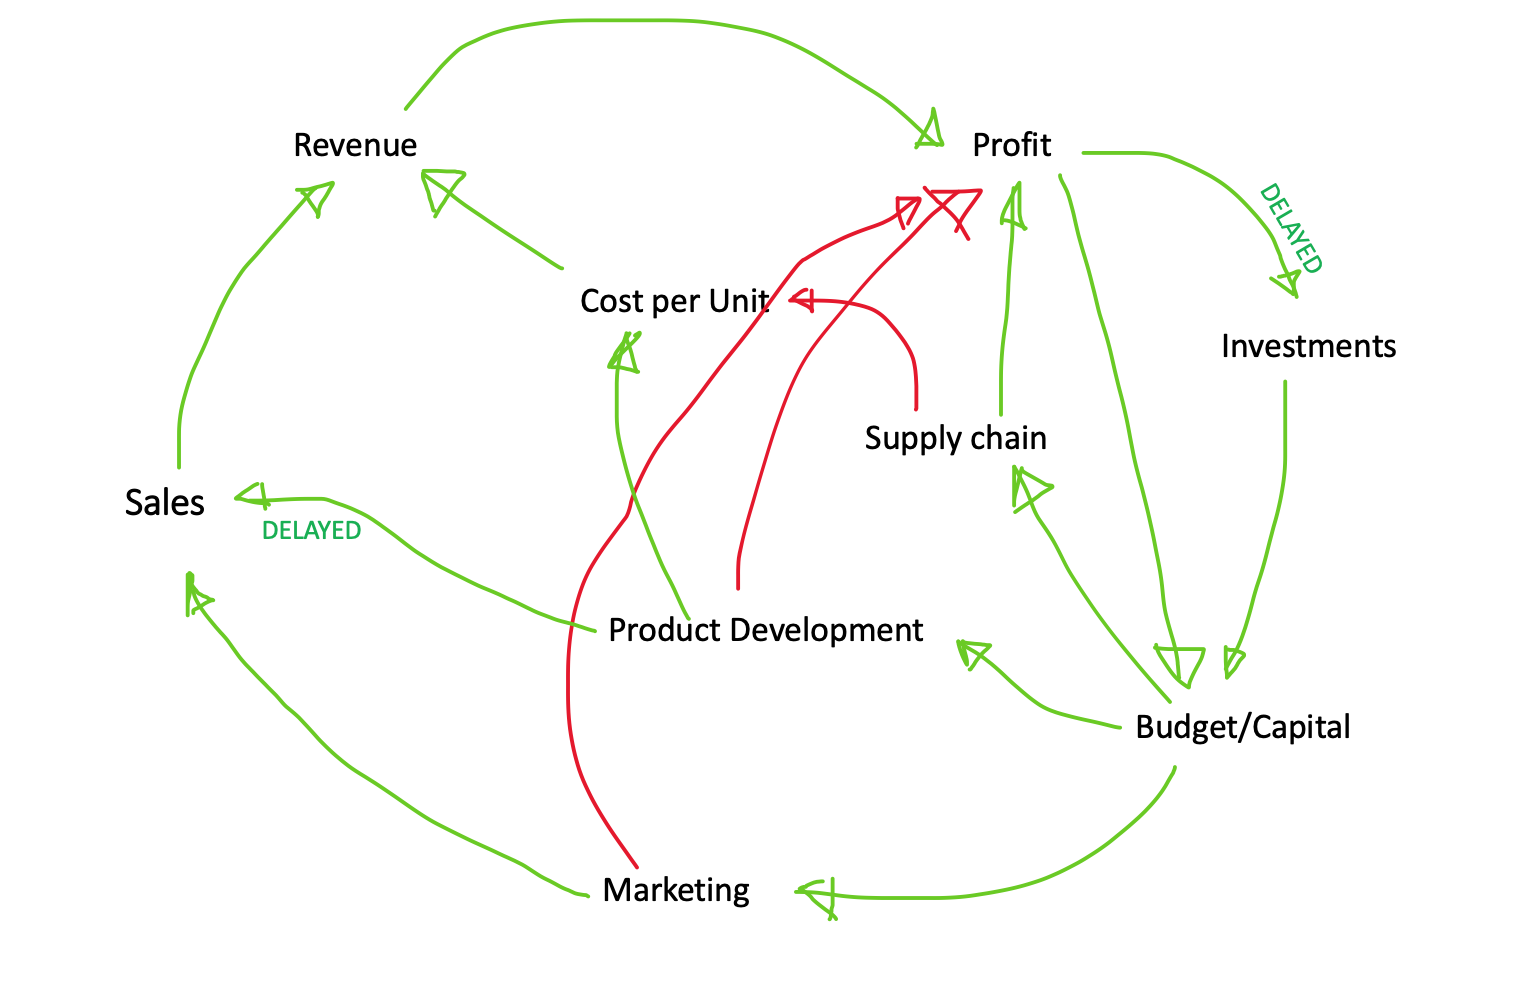 Revenue
Profit
DELAYED
Cost per Unit
Investments
Supply chain
Sales
DELAYED
Product Development
Budget/Capital
Marketing